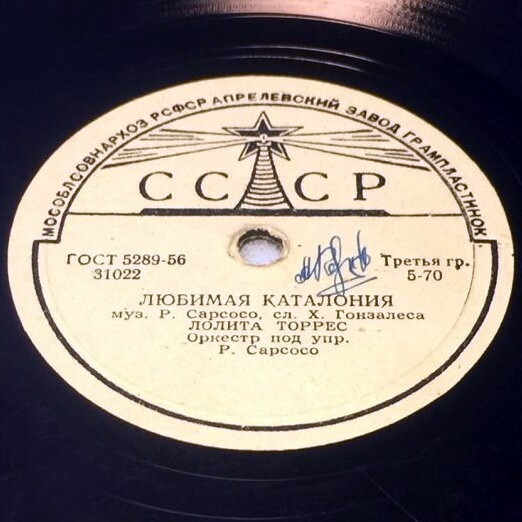 МОСОБЛСОВНАРХОЗ РСФСР АПРЕЛЕВСКИЙ ЗАВОД ГРАМПЛАСТИНОК
СССР
ГОСТ 5289-56
31022
Третья гр.
5-70
ЛЮБИМАЯ КАТАЛОНИЯ
муз. Р. Сарсосо, сл. Х. Гонзалеса
ЛОЛИТА ТОРРЕС
Оркестр под упр.
Р. Сарсосо